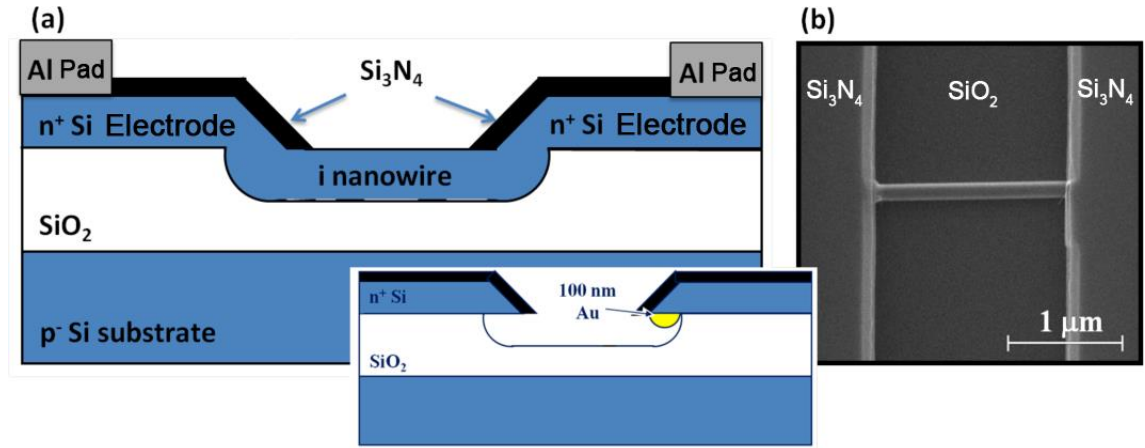 (a)
Al Pad
Si₃N₄
Al Pad
n⁺ Si Electrode
n⁺ Si Electrode
i nanowire
SiO₂
p⁻ Si substrate
n⁺ Si
100 nm
Au
SiO₂
(b)
Si₃N₄
SiO₂
Si₃N₄
1 μm